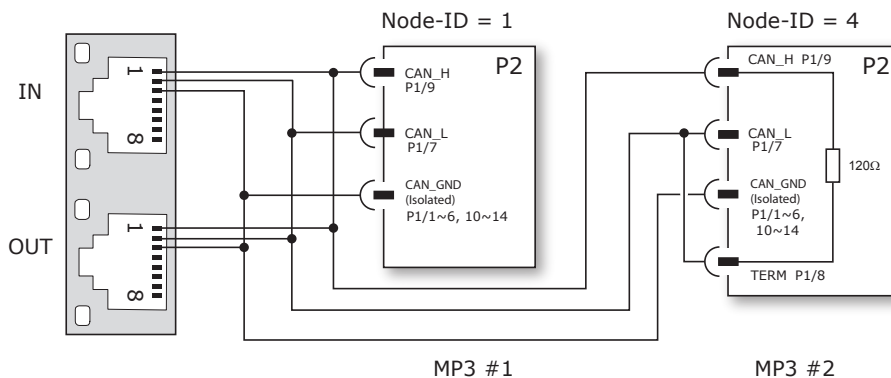 Node-ID = 1
Node-ID = 4
IN
1
8
OUT
1
8
P2
CAN_H
P1/9
CAN_L
P1/7
CAN_GND
(Isolated)
P1/1~6, 10~14
P2
CAN_H P1/9
CAN_L
P1/7
CAN_GND
(Isolated)
P1/1~6,
10~14
TERM P1/8
120Ω
MP3 #1
MP3 #2